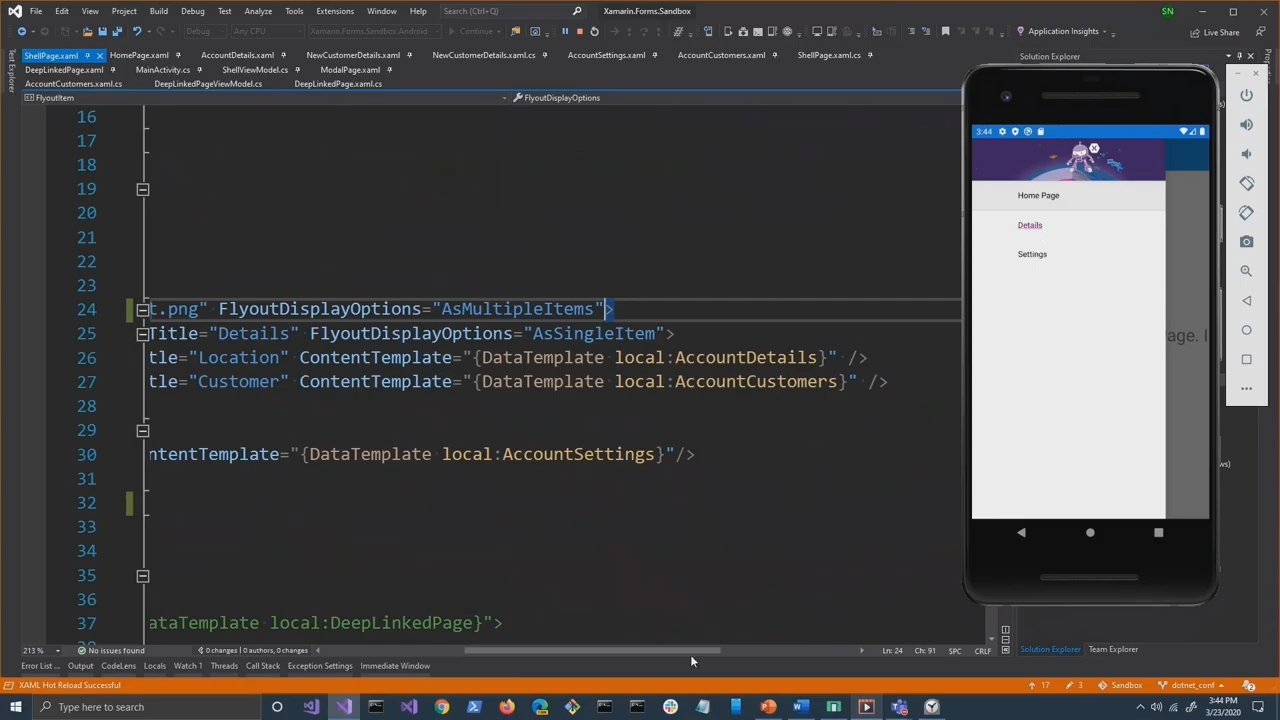 File Edit View Project Build Debug Test Analyze Tools Extensions Window Help Search (Ctrl+Q) Xamarin.Forms.Sandbox SN
Debug Any CPU Xamarin.Forms.Sandbox.Android Continue Application Insights Live Share
ShellPage.xaml HomePage.xaml AccountDetails.xaml NewCustomerDetails.xaml NewCustomerDetails.xaml.cs AccountSettings.xaml AccountCustomers.xaml ShellPage.xaml.cs
DeepLinkedPage.xaml MainActivity.cs ShellViewModel.cs ModalPage.xaml
AccountCustomers.xaml.cs DeepLinkedPageViewModel.cs DeepLinkedPage.xaml.cs
Test Explorer
FlyoutItem FlyoutDisplayOptions
Solution Explorer
16
17
18
19
20
21
22
23
24 t.png" FlyoutDisplayOptions="AsMultipleItems">
25 Title="Details" FlyoutDisplayOptions="AsSingleItem">
26 tle="Location" ContentTemplate="{DataTemplate local:AccountDetails}" />
27 tle="Customer" ContentTemplate="{DataTemplate local:AccountCustomers}" />
28
29
30 ntentTemplate="{DataTemplate local:AccountSettings}"/>
31
32
33
34
35
36
37 ataTemplate local:DeepLinkedPage}">
3:44
Home Page
Details
Settings
age. I
213 % No issues found 0 changes | 0 authors, 0 changes Ln: 24 Ch: 91 SPC CRLF
Solution Explorer Team Explorer
Error List ... Output CodeLens Locals Watch 1 Threads Call Stack Exception Settings Immediate Window
XAML Hot Reload Successful 17 3 Sandbox dotnet_conf 2
Type here to search
3:44 PM
3/23/2020